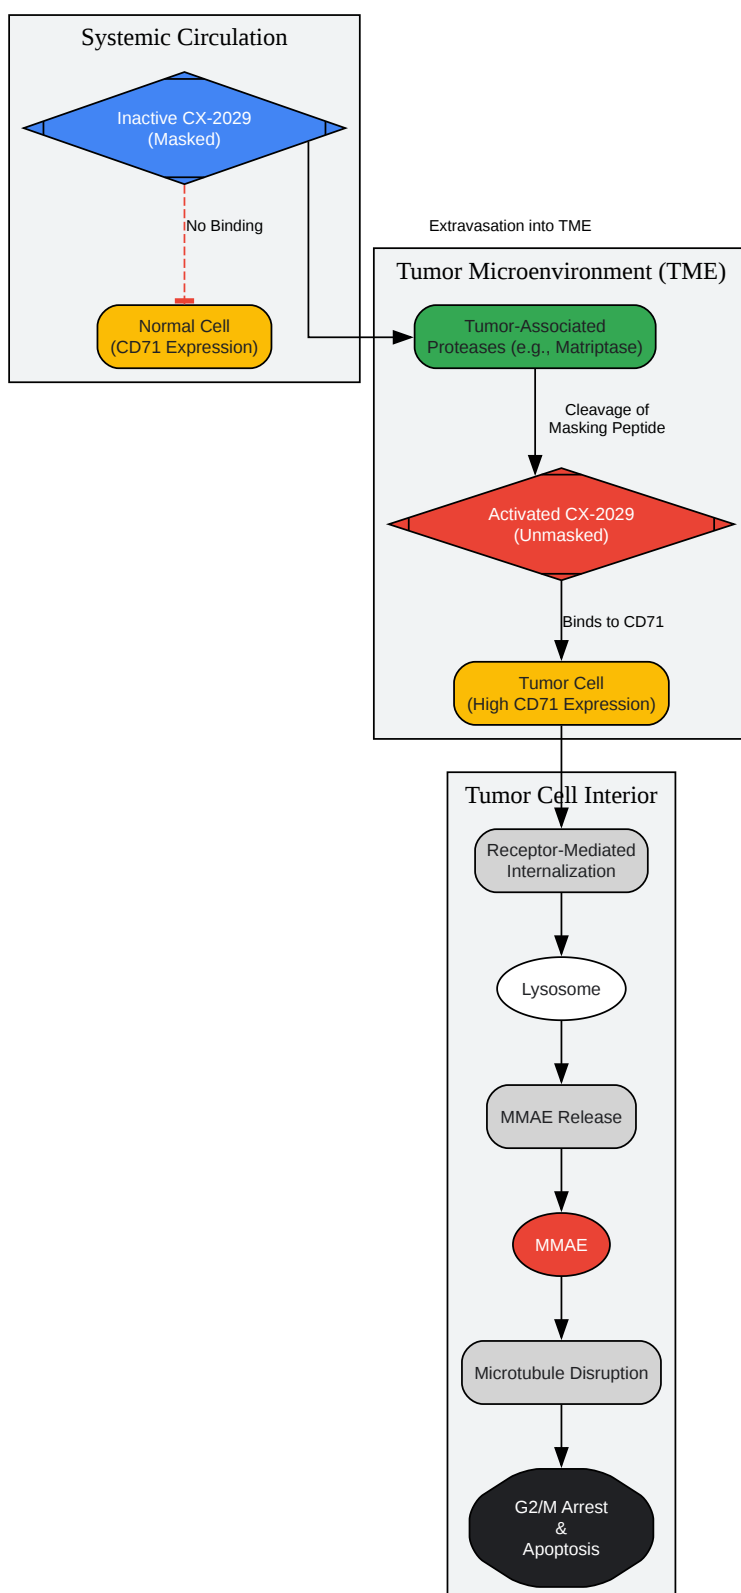 Systemic Circulation
Inactive CX-2029
(Masked)
No Binding
Normal Cell
(CD71 Expression)
Extravasation into TME
Tumor Microenvironment (TME)
Tumor-Associated
Proteases (e.g., Matriptase)
Cleavage of
Masking Peptide
Activated CX-2029
(Unmasked)
Binds to CD71
Tumor Cell
(High CD71 Expression)
Tumor Cell Interior
Receptor-Mediated
Internalization
Lysosome
MMAE Release
MMAE
Microtubule Disruption
G2/M Arrest
&
Apoptosis